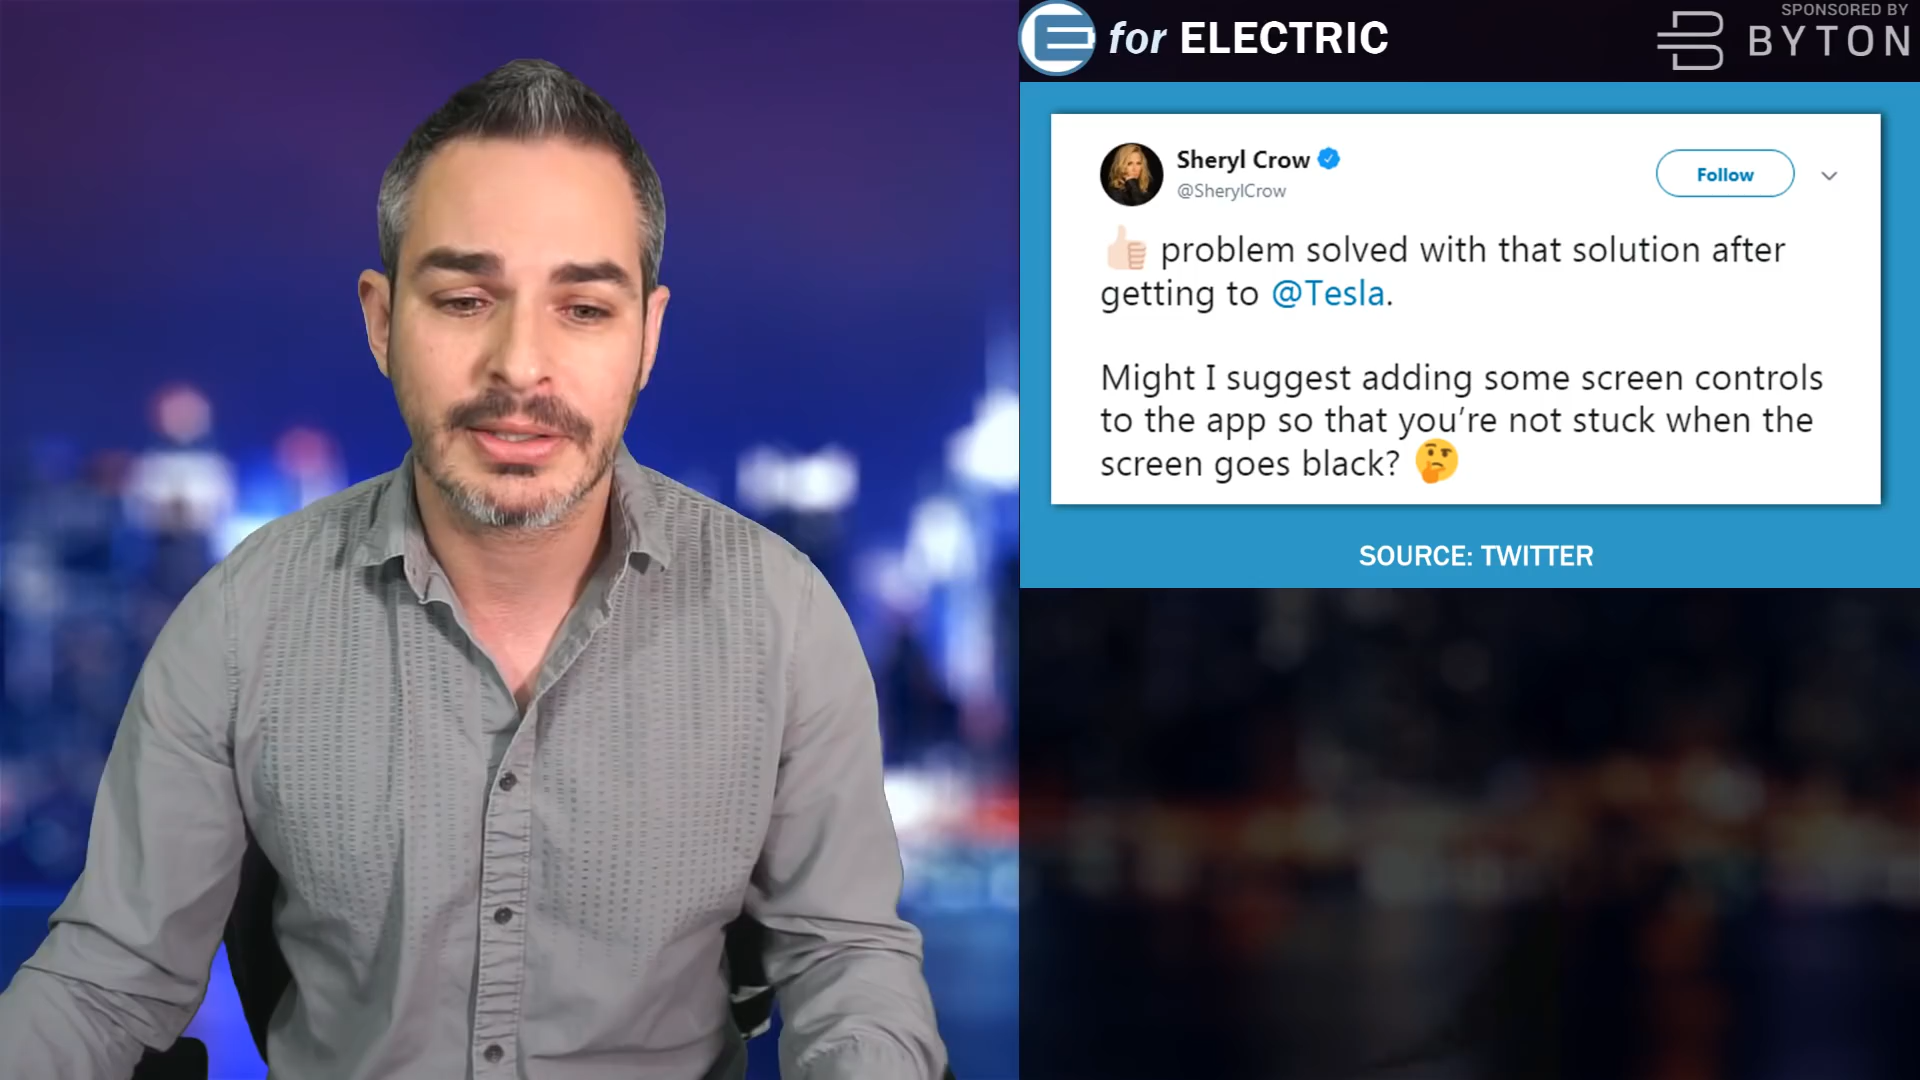 for ELECTRIC
SPONSORED BY
BYTON
Sheryl Crow
@SherylCrow
Follow
👍🏻 problem solved with that solution after
getting to @Tesla.
Might I suggest adding some screen controls
to the app so that you’re not stuck when the
screen goes black? 🤔
SOURCE: TWITTER